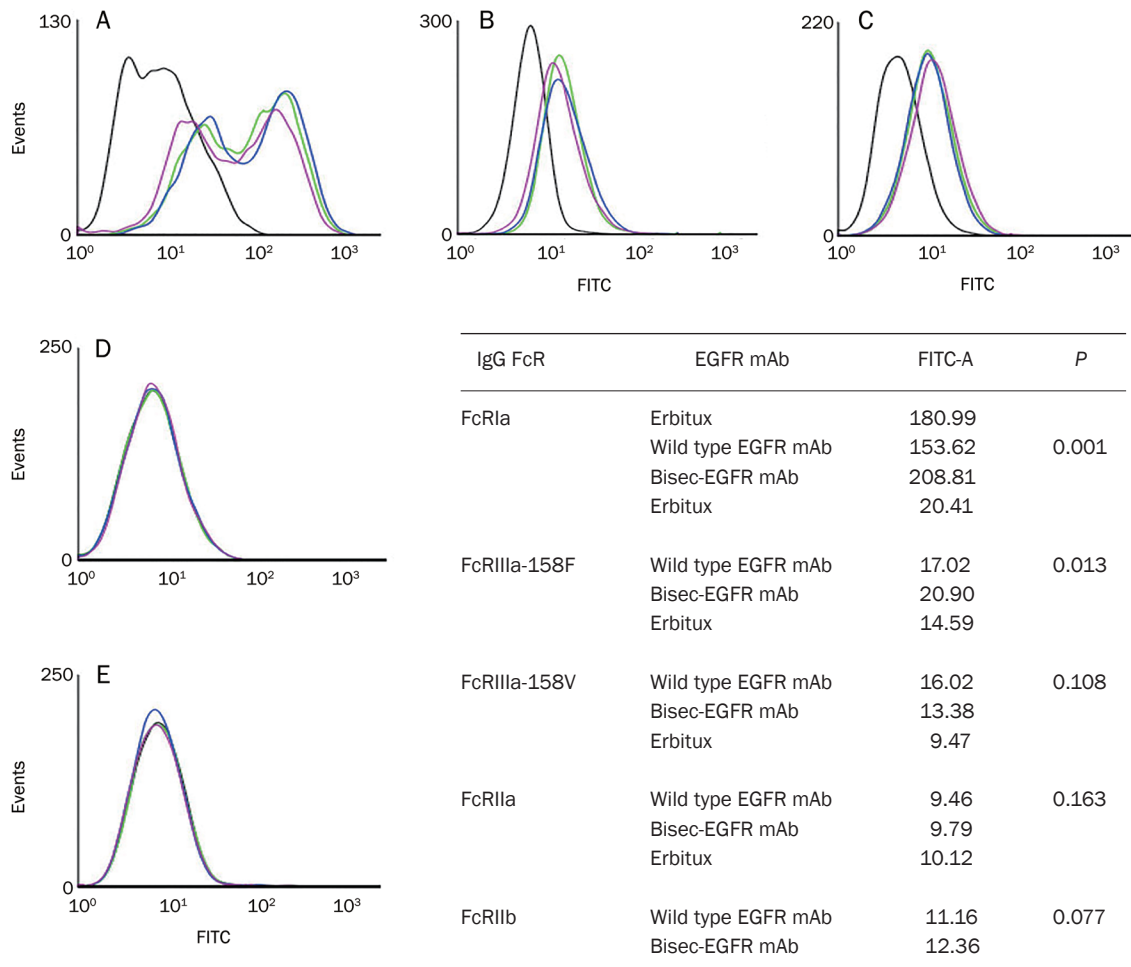 A
130
Events
0
10⁰ 10¹ 10² 10³
B
300
0
10⁰ 10¹ 10² 10³
FITC
C
220
0
10⁰ 10¹ 10² 10³
FITC
D
250
Events
0
10⁰ 10¹ 10² 10³
E
250
Events
0
10⁰ 10¹ 10² 10³
FITC
IgG FcR EGFR mAb FITC-A P
FcRIa Erbitux 180.99
Wild type EGFR mAb 153.62 0.001
Bisec-EGFR mAb 208.81
Erbitux 20.41
FcRIIIa-158F Wild type EGFR mAb 17.02 0.013
Bisec-EGFR mAb 20.90
Erbitux 14.59
FcRIIIa-158V Wild type EGFR mAb 16.02 0.108
Bisec-EGFR mAb 13.38
Erbitux 9.47
FcRIIa Wild type EGFR mAb 9.46 0.163
Bisec-EGFR mAb 9.79
Erbitux 10.12
FcRIIb Wild type EGFR mAb 11.16 0.077
Bisec-EGFR mAb 12.36